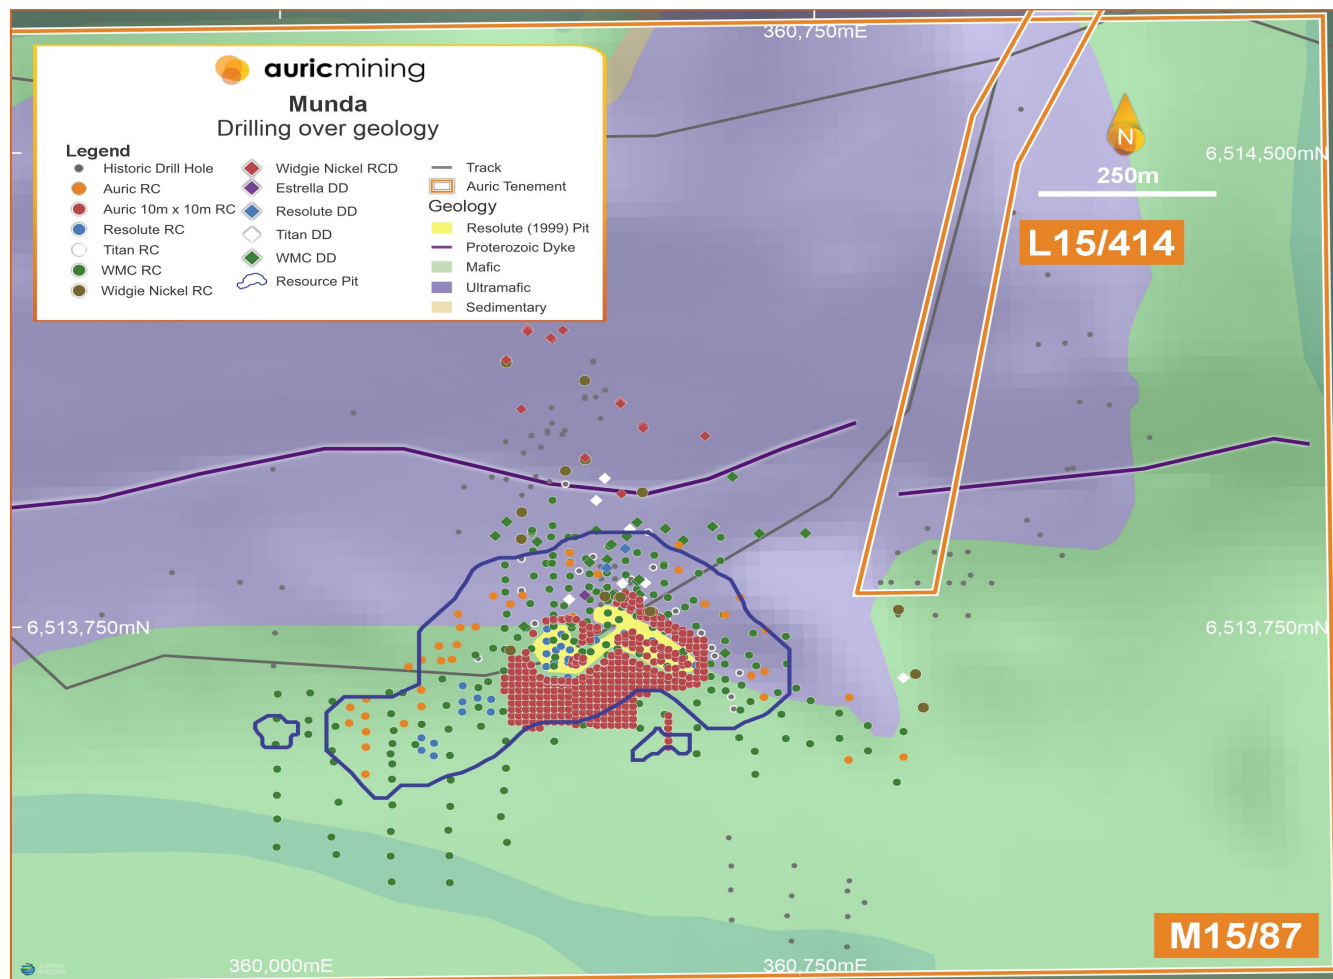 360,750mE
auricmining
Munda
Drilling over geology
Legend
Historic Drill Hole
Auric RC
Auric 10m x 10m RC
Resolute RC
Titan RC
WMC RC
Widgie Nickel RC
Widgie Nickel RCD
Estrella DD
Resolute DD
Titan DD
WMC DD
Resource Pit
Track
Auric Tenement
Geology
Resolute (1999) Pit
Proterozoic Dyke
Mafic
Ultramafic
Sedimentary
N
6,514,500mN
250m
L15/414
6,513,750mN
6,513,750mN
M15/87
360,000mE
360,750mE